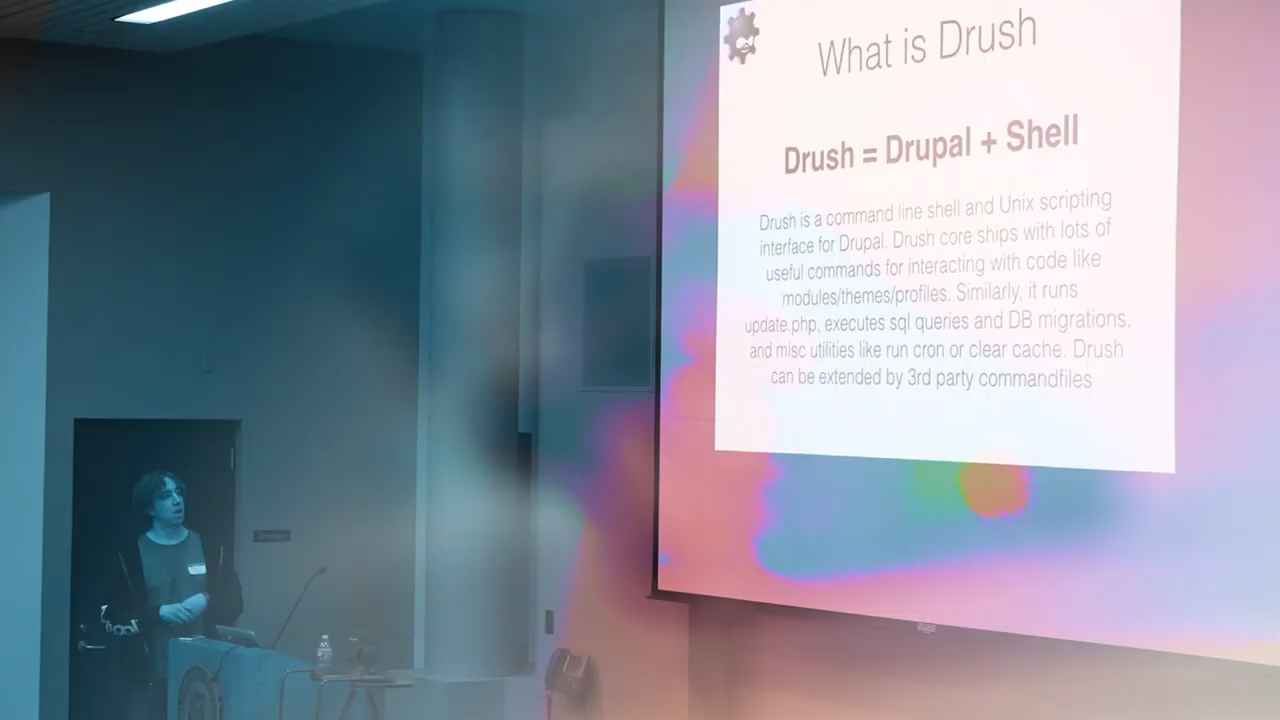 What is Drush
Drush = Drupal + Shell
Drush is a command line shell and Unix scripting
interface for Drupal. Drush core ships with lots of
useful commands for interacting with code like
modules/themes/profiles. Similarly, it runs
update.php, executes sql queries and DB migrations,
and misc utilities like run cron or clear cache. Drush
can be extended by 3rd party commandfiles